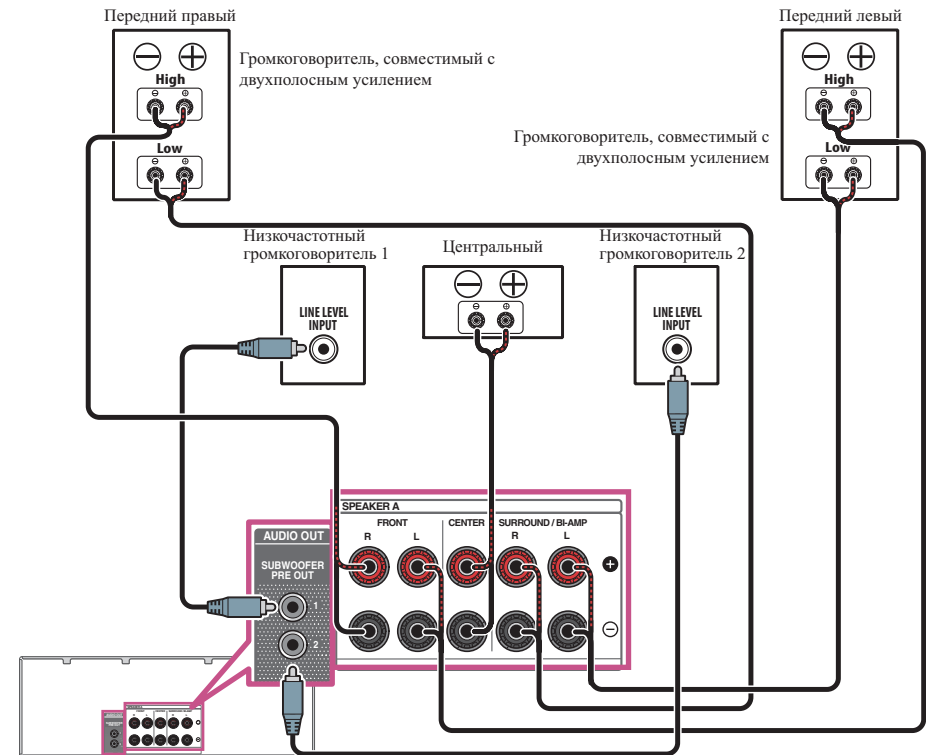 Передний правый
Передний левый
Громкоговоритель, совместимый с
двухполосным усилением
High
Low
High
Low
Громкоговоритель, совместимый с
двухполосным усилением
Низкочастотный
громкоговоритель 1
Центральный
Низкочастотный
громкоговоритель 2
LINE LEVEL
INPUT
LINE LEVEL
INPUT
SPEAKER A
FRONT
CENTER
SURROUND / BI-AMP
R
L
R
L
AUDIO OUT
SUBWOOFER
PRE OUT
1
2